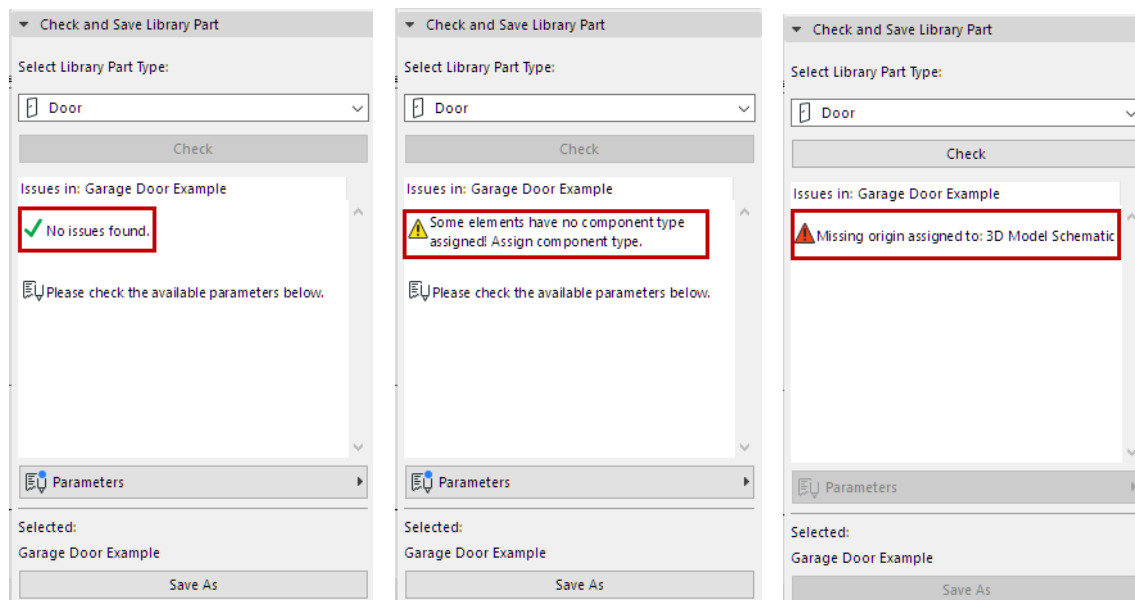 Check and Save Library Part
Select Library Part Type:
Door
Check
Issues in: Garage Door Example
No issues found.
Please check the available parameters below.
Parameters
Selected:
Garage Door Example
Save As
Check and Save Library Part
Select Library Part Type:
Door
Check
Issues in: Garage Door Example
Some elements have no component type
assigned! Assign component type.
Please check the available parameters below.
Parameters
Selected:
Garage Door Example
Save As
Check and Save Library Part
Select Library Part Type:
Door
Check
Issues in: Garage Door Example
Missing origin assigned to: 3D Model Schematic
Parameters
Selected:
Garage Door Example
Save As